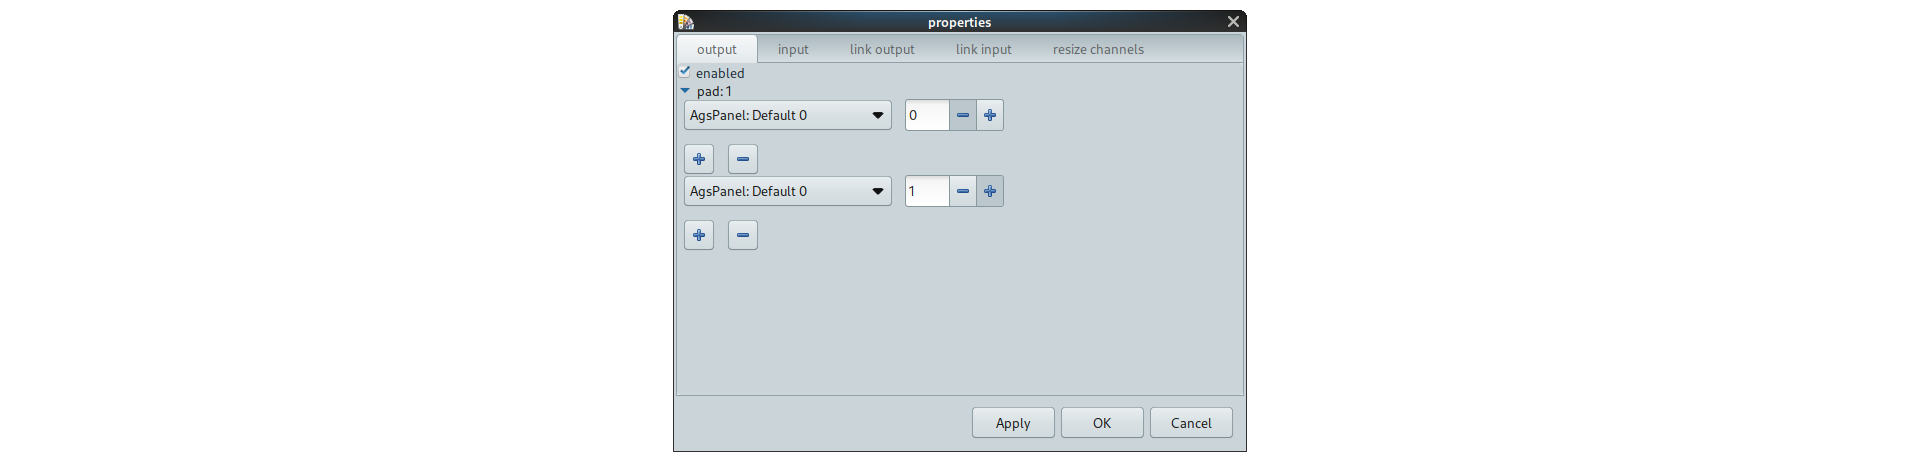 properties
output input link output link input resize channels
enabled
pad: 1
AgsPanel: Default 0 0
AgsPanel: Default 0 1
Apply OK Cancel